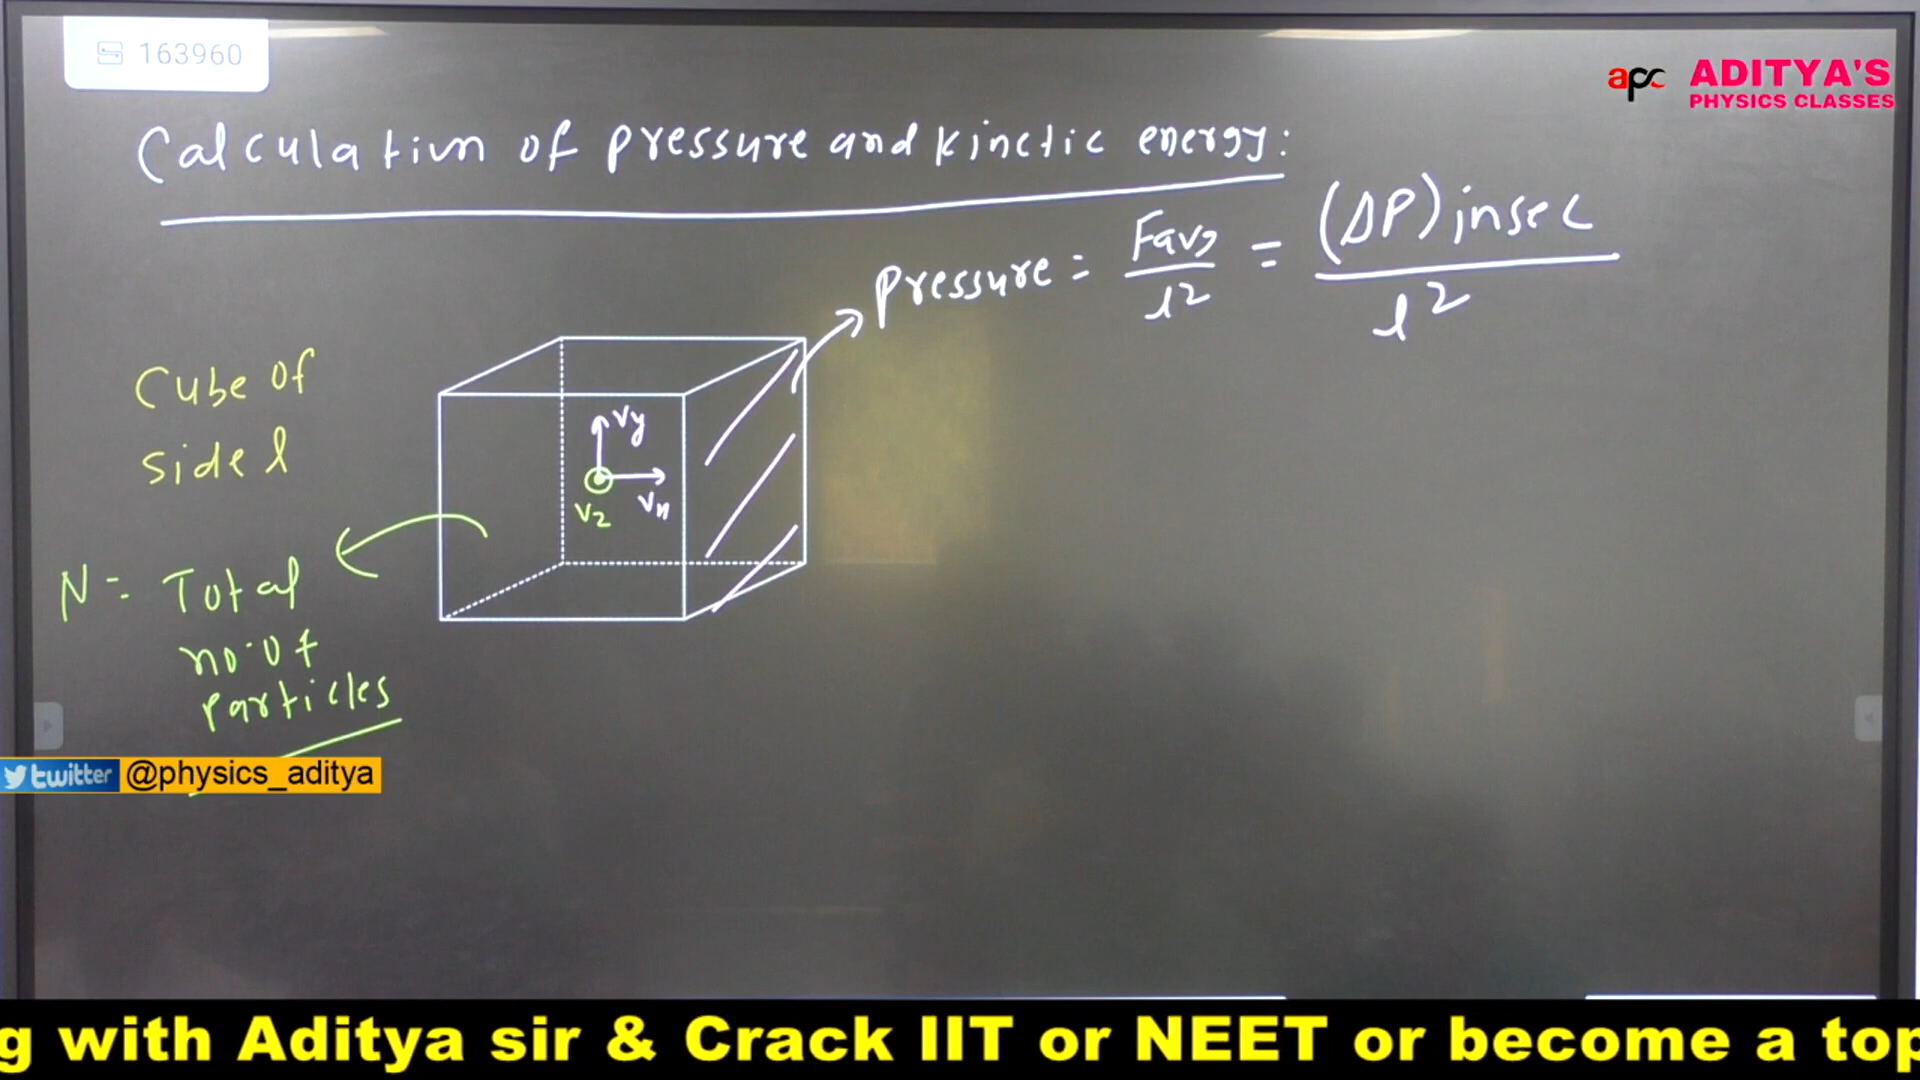 163960
apc ADITYA'S
PHYSICS CLASSES
Calculation of pressure and kinetic energy:
Pressure = Favg / l² = (ΔP) in sec / l²
Cube of
side l
Vy
Vx
Vz
N = Total
no. of
particles
twitter @physics_aditya
g with Aditya sir & Crack IIT or NEET or become a top